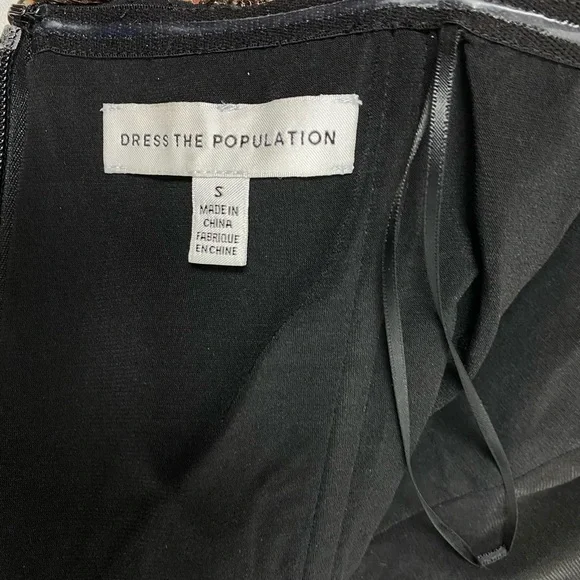 DRESS THE POPULATION
S
MADE IN
CHINA
FABRIQUE
EN CHINE